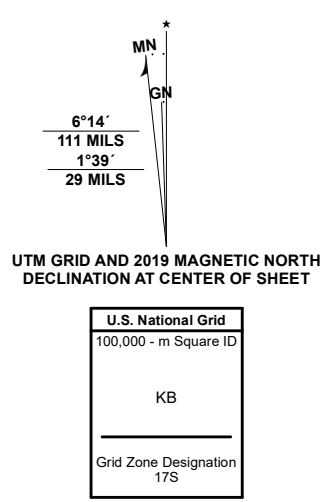 ★
MN
GN
6°14´
111 MILS
1°39´
29 MILS
UTM GRID AND 2019 MAGNETIC NORTH
DECLINATION AT CENTER OF SHEET
U.S. National Grid
100,000 - m Square ID
KB
Grid Zone Designation
17S